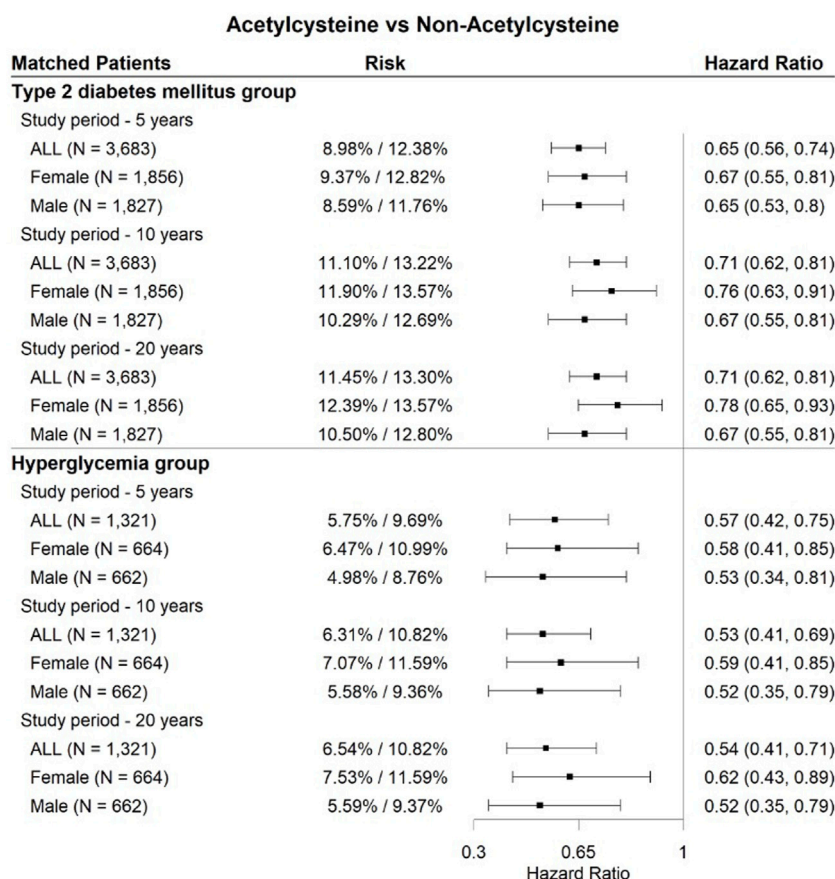 Acetylcysteine vs Non-Acetylcysteine
Matched Patients Risk Hazard Ratio
Type 2 diabetes mellitus group
Study period - 5 years
ALL (N = 3,683) 8.98% / 12.38% 0.65 (0.56, 0.74)
Female (N = 1,856) 9.37% / 12.82% 0.67 (0.55, 0.81)
Male (N = 1,827) 8.59% / 11.76% 0.65 (0.53, 0.8)
Study period - 10 years
ALL (N = 3,683) 11.10% / 13.22% 0.71 (0.62, 0.81)
Female (N = 1,856) 11.90% / 13.57% 0.76 (0.63, 0.91)
Male (N = 1,827) 10.29% / 12.69% 0.67 (0.55, 0.81)
Study period - 20 years
ALL (N = 3,683) 11.45% / 13.30% 0.71 (0.62, 0.81)
Female (N = 1,856) 12.39% / 13.57% 0.78 (0.65, 0.93)
Male (N = 1,827) 10.50% / 12.80% 0.67 (0.55, 0.81)
Hyperglycemia group
Study period - 5 years
ALL (N = 1,321) 5.75% / 9.69% 0.57 (0.42, 0.75)
Female (N = 664) 6.47% / 10.99% 0.58 (0.41, 0.85)
Male (N = 662) 4.98% / 8.76% 0.53 (0.34, 0.81)
Study period - 10 years
ALL (N = 1,321) 6.31% / 10.82% 0.53 (0.41, 0.69)
Female (N = 664) 7.07% / 11.59% 0.59 (0.41, 0.85)
Male (N = 662) 5.58% / 9.36% 0.52 (0.35, 0.79)
Study period - 20 years
ALL (N = 1,321) 6.54% / 10.82% 0.54 (0.41, 0.71)
Female (N = 664) 7.53% / 11.59% 0.62 (0.43, 0.89)
Male (N = 662) 5.59% / 9.37% 0.52 (0.35, 0.79)
0.3 0.65 1
Hazard Ratio